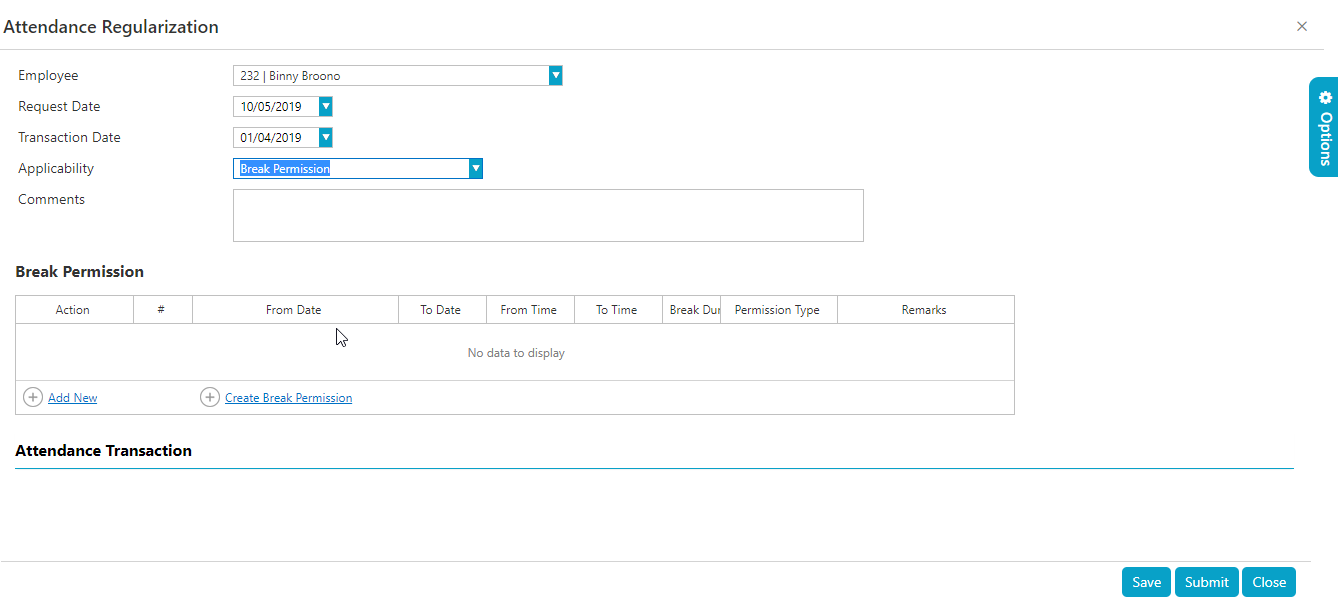 Attendance Regularization
Employee 232 | Binny Broono
Request Date 10/05/2019
Transaction Date 01/04/2019
Applicability Break Permission
Comments
Options
Break Permission
Action # From Date To Date From Time To Time Break Dur Permission Type Remarks
No data to display
Add New Create Break Permission
Attendance Transaction
Save Submit Close